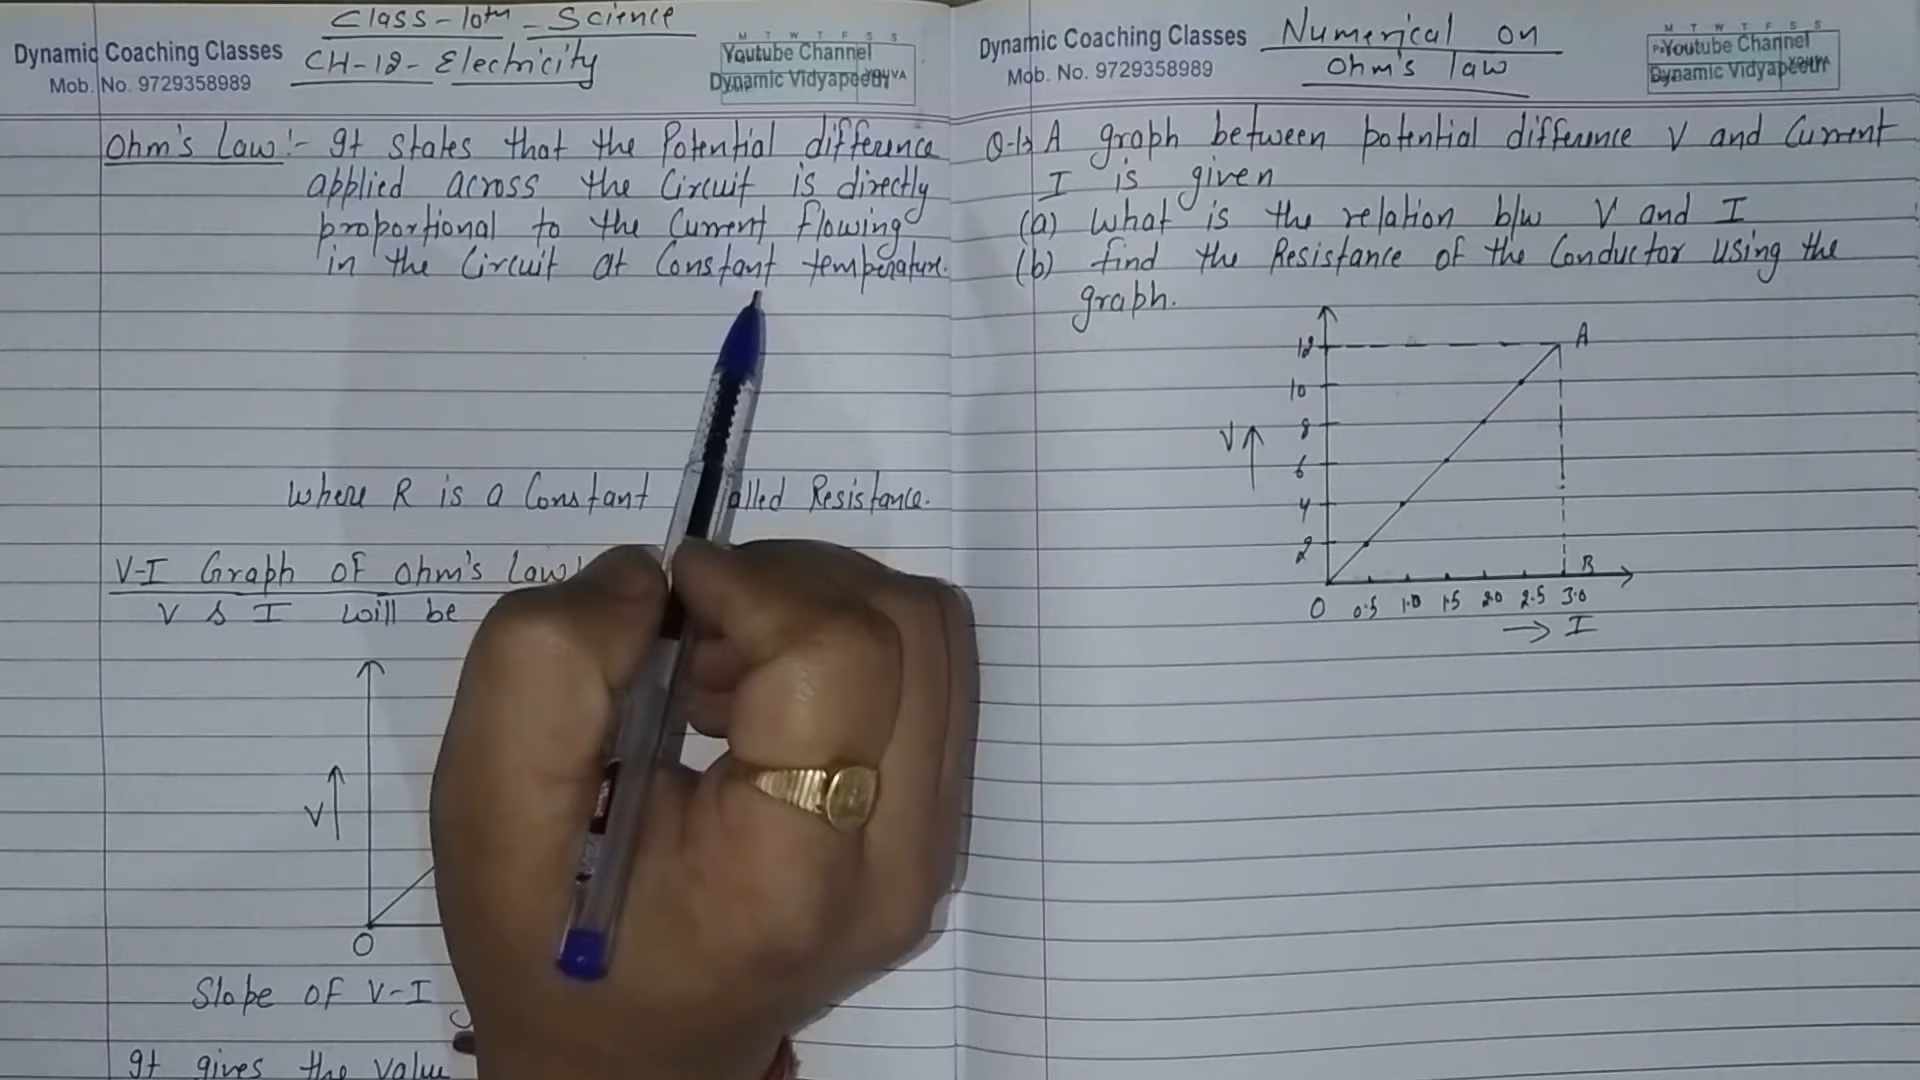 Class-10th - Science
CH-12- Electricity
Dynamic Coaching Classes
Mob. No. 9729358989
M T W T F S S
Youtube Channel
Dynamic Vidyapeeth
Ohm's Law:- It states that the Potential difference
applied across the Circuit is directly
proportional to the Current flowing
in the Circuit at Constant temperature.
where R is a Constant called Resistance.
V-I Graph of Ohm's Law
V & I will be
V
O
Slope of V-I
It gives the value
Dynamic Coaching Classes
Mob. No. 9729358989
Numerical on
Ohm's law
M T W T F S S
Youtube Channel
Dynamic Vidyapeeth
Q-1> A graph between potential difference V and Current
I is given
(a) What is the relation b/w V and I
(b) find the Resistance of the Conductor using the
graph.
12 A
10
V 8
6
4
2
B
O 0.5 1.0 1.5 2.0 2.5 3.0
→ I